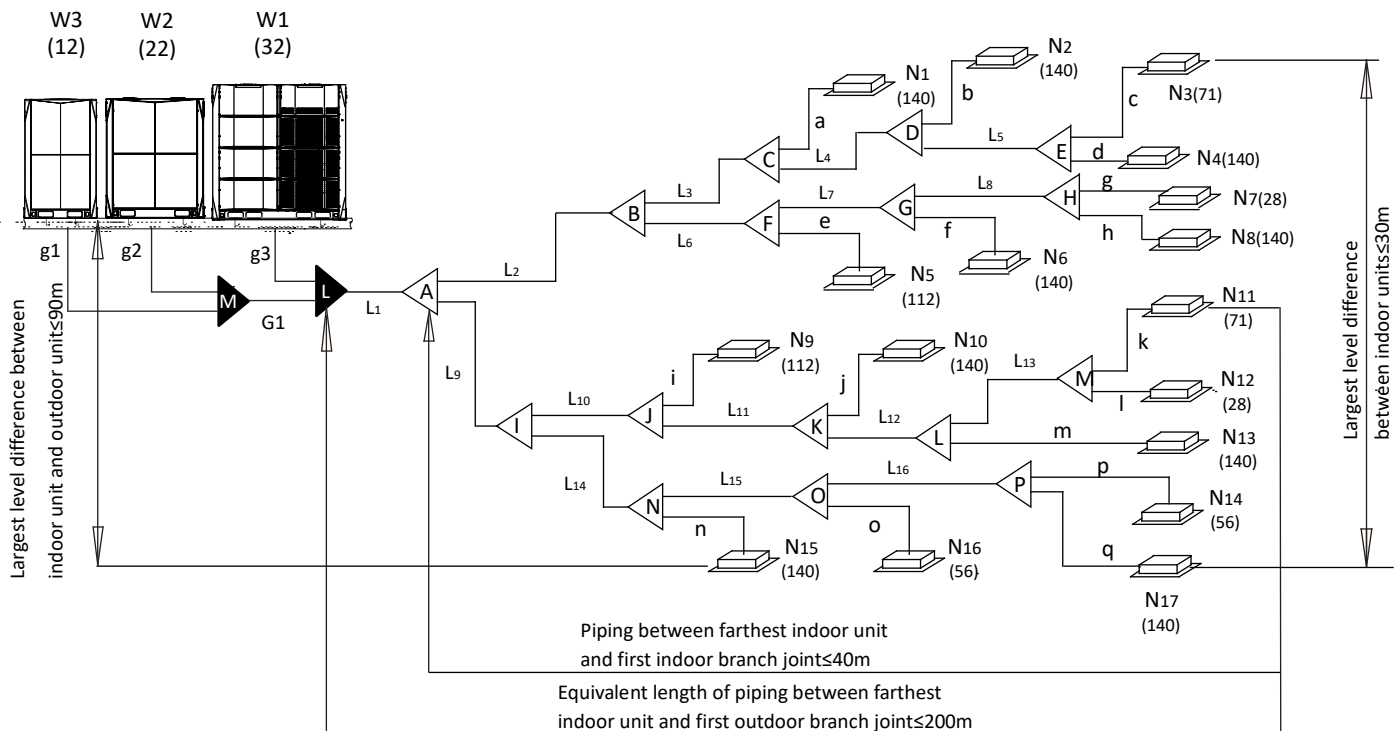 W3
(12)
W2
(22)
W1
(32)
g1
g2
g3
M
G1
L
L1
A
L2
B
L3
C
a
N1
(140)
L4
D
b
N2
(140)
L5
E
c
N3(71)
d
N4(140)
L6
F
e
N5
(112)
L7
G
f
N6
(140)
L8
H
g
N7(28)
h
N8(140)
L9
I
L10
J
i
N9
(112)
L11
K
j
N10
(140)
L12
L
L13
M
k
N11
(71)
l
N12
(28)
m
N13
(140)
L14
N
n
N15
(140)
L15
O
o
N16
(56}
L16
P
p
N14
(56)
q
N17
(140)
Largest level difference between
indoor unit and outdoor unit≤90m
Largest level difference
between indoor units≤30m
Piping between farthest indoor unit
and first indoor branch joint≤40m
Equivalent length of piping between farthest
indoor unit and first outdoor branch joint≤200m